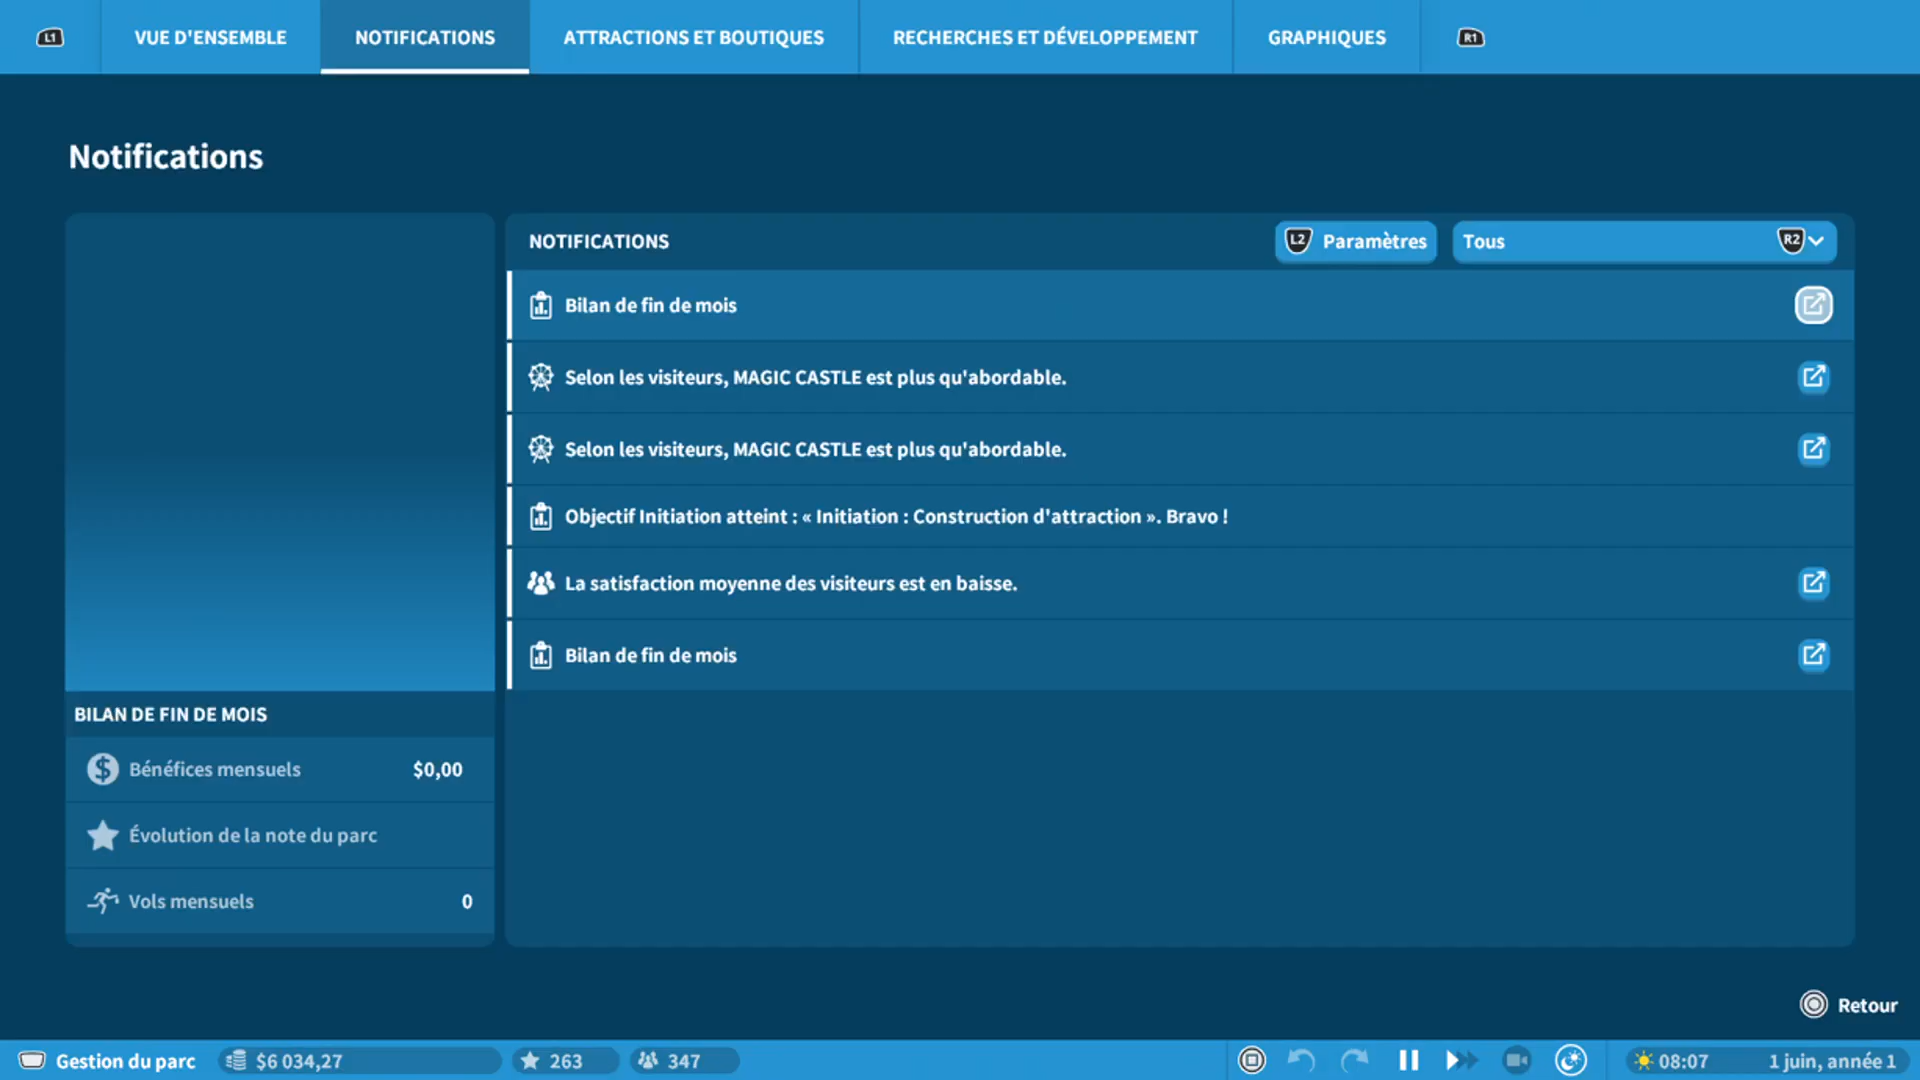 L1
VUE D'ENSEMBLE
NOTIFICATIONS
ATTRACTIONS ET BOUTIQUES
RECHERCHES ET DÉVELOPPEMENT
GRAPHIQUES
R1
Notifications
NOTIFICATIONS
L2 Paramètres
Tous R2
Bilan de fin de mois
Selon les visiteurs, MAGIC CASTLE est plus qu'abordable.
Selon les visiteurs, MAGIC CASTLE est plus qu'abordable.
Objectif Initiation atteint : « Initiation : Construction d'attraction ». Bravo !
La satisfaction moyenne des visiteurs est en baisse.
Bilan de fin de mois
BILAN DE FIN DE MOIS
Bénéfices mensuels $0,00
Évolution de la note du parc
Vols mensuels 0
Retour
Gestion du parc $6 034,27 263 347 08:07 1 juin, année 1